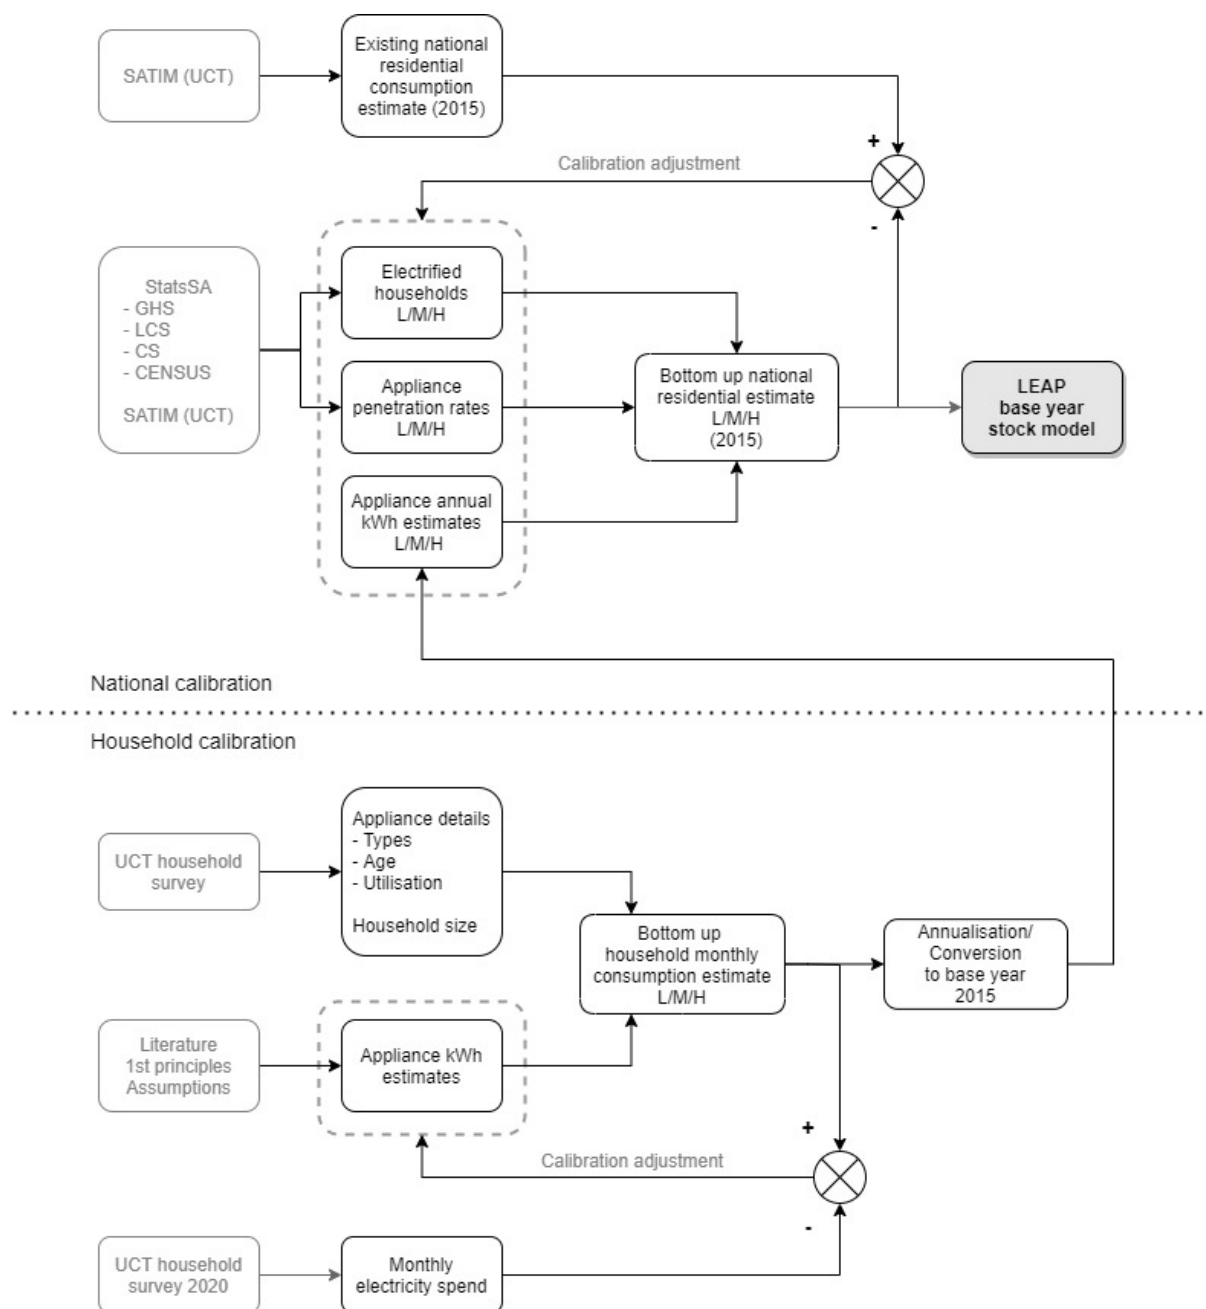 SATIM (UCT)
Existing national
residential
consumption
estimate (2015)
+
Calibration adjustment
-
StatsSA
- GHS
- LCS
- CS
- CENSUS
SATIM (UCT)
Electrified
households
L/M/H
Appliance
penetration rates
L/M/H
Appliance annual
kWh estimates
L/M/H
Bottom up national
residential estimate
L/M/H
(2015)
LEAP
base year
stock model
National calibration
Household calibration
UCT household
survey
Appliance details
- Types
- Age
- Utilisation
Household size
Bottom up
household monthly
consumption estimate
L/M/H
Annualisation/
Conversion
to base year
2015
Literature
1st principles
Assumptions
Appliance kWh
estimates
+
Calibration adjustment
-
UCT household
survey 2020
Monthly
electricity spend